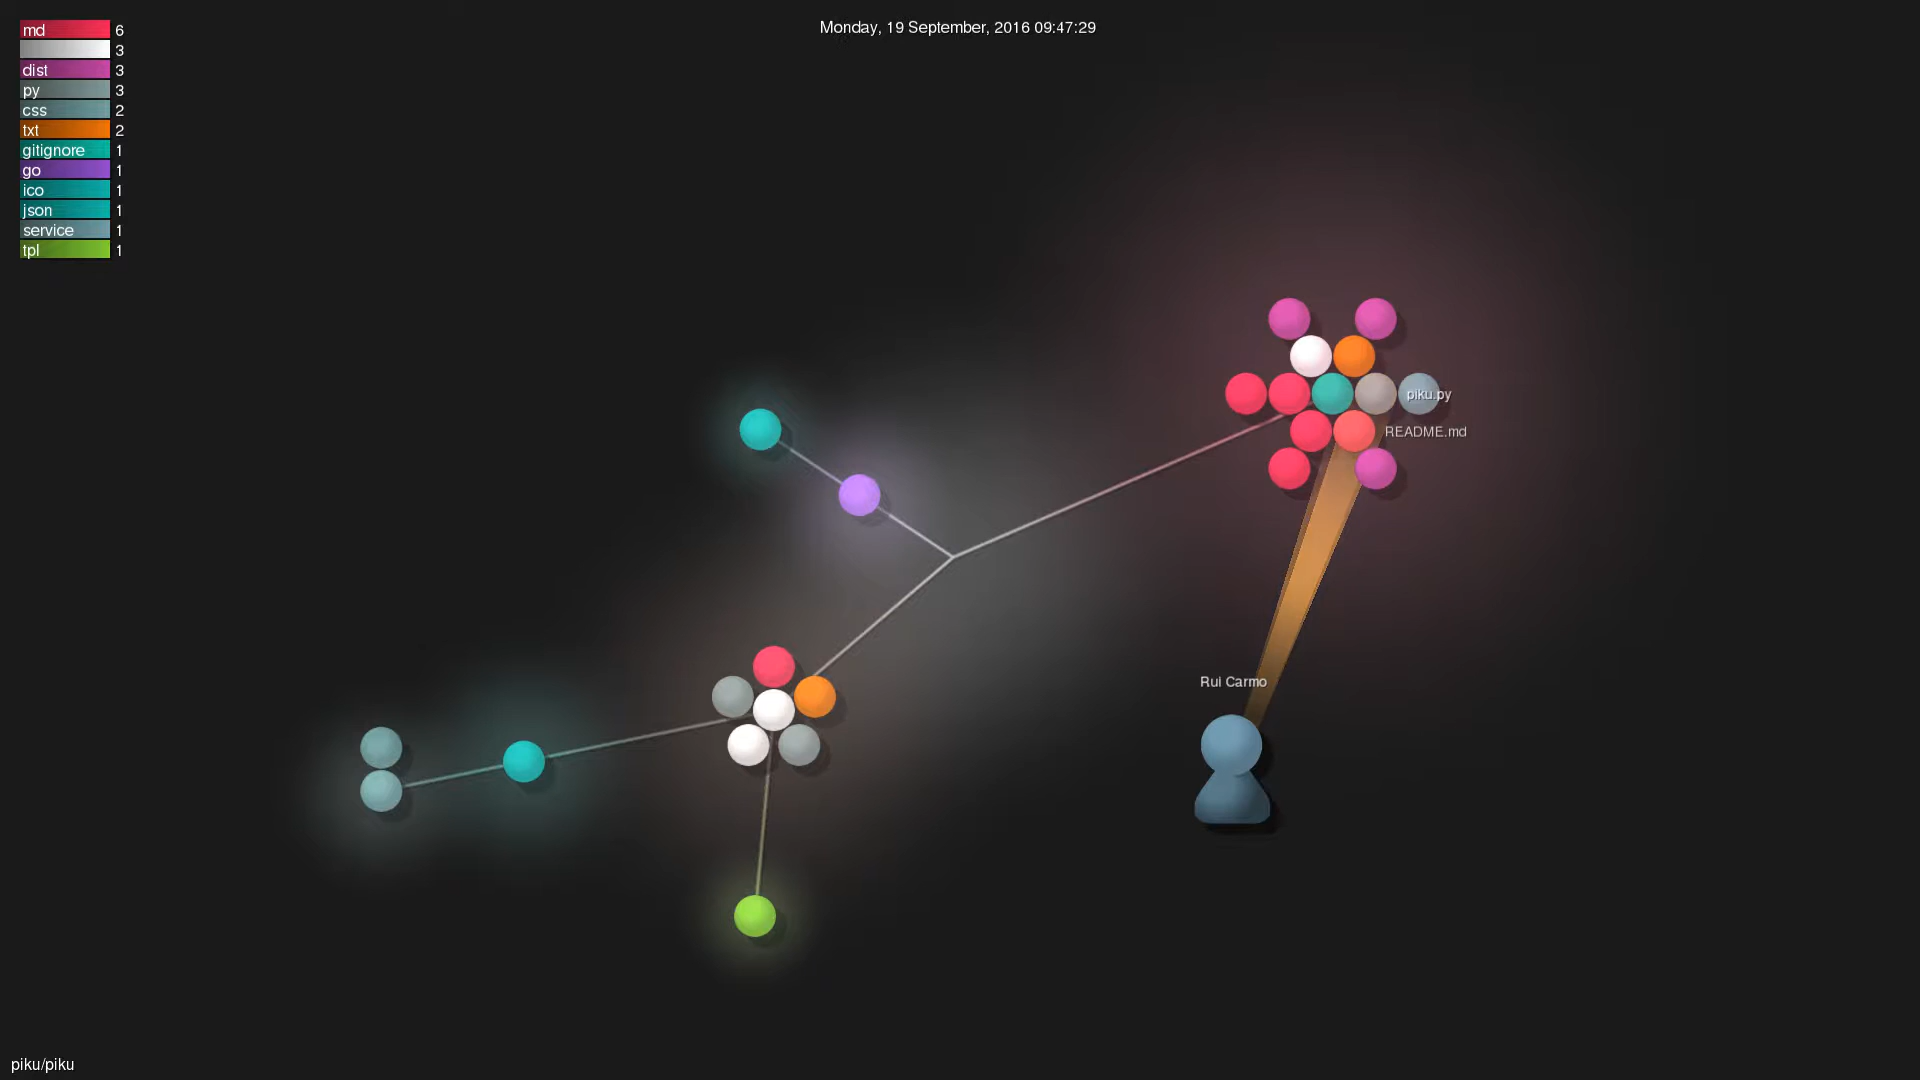 Monday, 19 September, 2016 09:47:29
md 6
3
dist 3
py 3
css 2
txt 2
gitignore 1
go 1
ico 1
json 1
service 1
tpl 1
piku.py
README.md
Rui Carmo
piku/piku